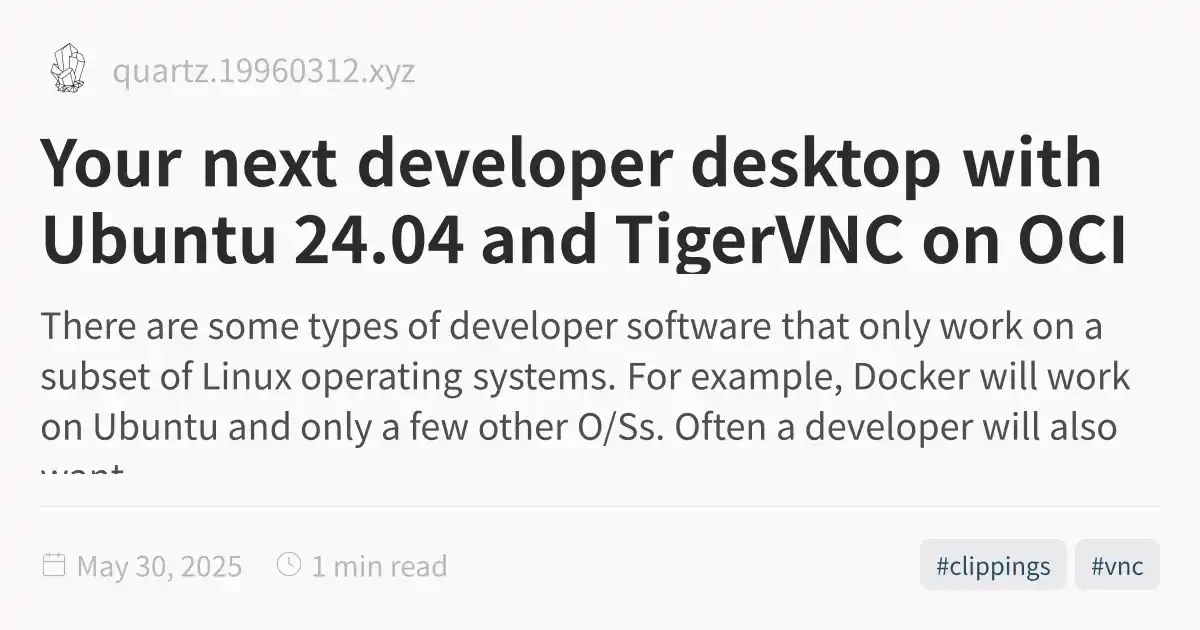 quartz.19960312.xyz
Your next developer desktop with
Ubuntu 24.04 and TigerVNC on OCI
There are some types of developer software that only work on a
subset of Linux operating systems. For example, Docker will work
on Ubuntu and only a few other O/Ss. Often a developer will also
want
May 30, 2025
1 min read
#clippings
#vnc